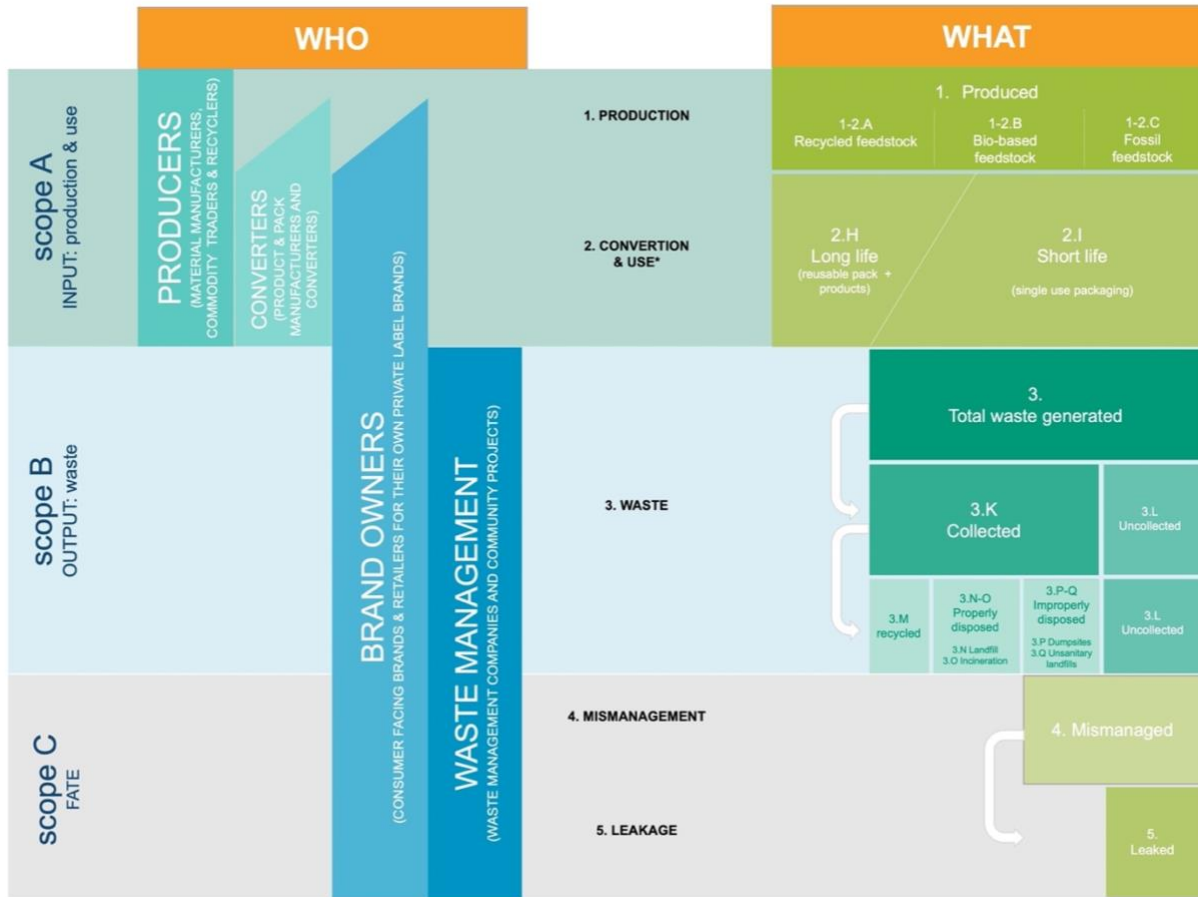 WHO
WHAT
scope A
INPUT: production & use
PRODUCERS
(MATERIAL MANUFACTURERS,
COMMODITY TRADERS & RECYCLERS)
CONVERTERS
(PRODUCT & PACK
MANUFACTURERS AND
CONVERTERS)
1. PRODUCTION
1. Produced
1-2.A
Recycled feedstock
1-2.B
Bio-based
feedstock
1-2.C
Fossil
feedstock
2. CONVERTION
& USE*
2.H
Long life
(reusable pack +
products)
2.I
Short life
(single use packaging)
scope B
OUTPUT: waste
BRAND OWNERS
(CONSUMER FACING BRANDS & RETAILERS FOR THEIR OWN PRIVATE LABEL BRANDS)
WASTE MANAGEMENT
(WASTE MANAGEMENT COMPANIES AND COMMUNITY PROJECTS)
3. WASTE
3.
Total waste generated
3.K
Collected
3.L
Uncollected
3.M
recycled
3.N-O
Properly
disposed
3.N Landfill
3.O Incineration
3.P-Q
Improperly
disposed
3.P Dumpsites
3.Q Unsanitary
landfills
3.L
Uncollected
scope C
FATE
4. MISMANAGEMENT
4. Mismanaged
5. LEAKAGE
5.
Leaked